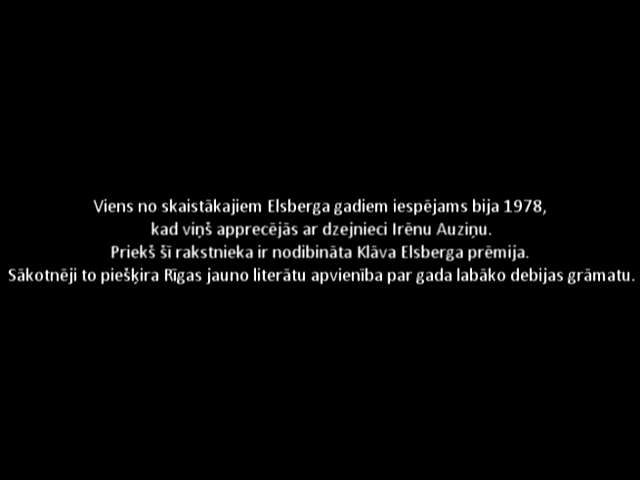 Viens no skaistākajiem Elsberga gadiem iespējams bija 1978,
kad viņš apprecējās ar dzejnieci Irēnu Auziņu.
Priekš šī rakstnieka ir nodibināta Klāva Elsberga prēmija.
Sākotnēji to piešķira Rīgas jauno literātu apvienība par gada labāko debijas grāmatu.